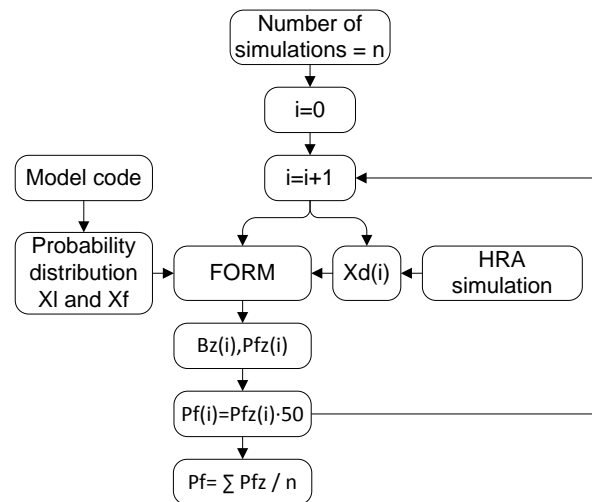 Number of
simulations = n
i=0
i=i+1
Model code
Probability
distribution
Xl and Xf
FORM
Xd(i)
HRA
simulation
Bz(i),Pfz(i)
Pf(i)=Pfz(i)·50
Pf= ∑ Pfz / n